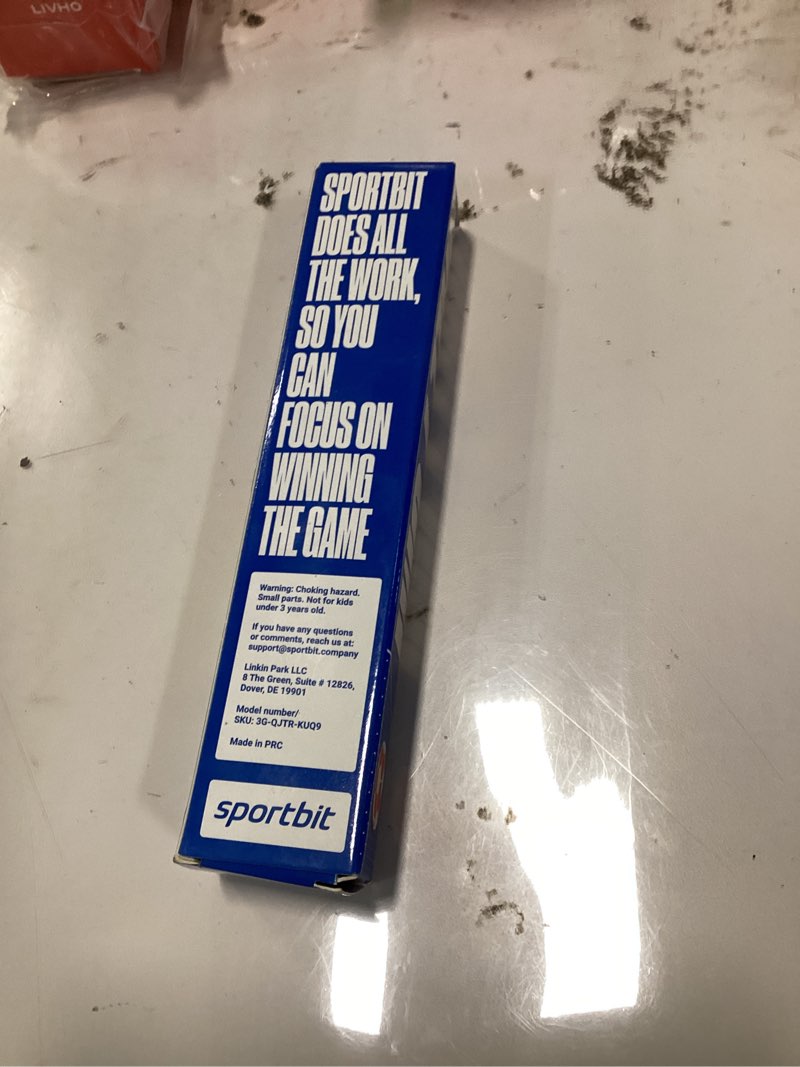 LIVHO
SPORTBIT
DOES ALL
THE WORK,
SO YOU
CAN
FOCUS ON
WINNING
THE GAME
Warning: Choking hazard.
Small parts. Not for kids
under 3 years old.
If you have any questions
or comments, reach us at:
support@sportbit.company
Linkin Park LLC
8 The Green, Suite # 12826,
Dover, DE 19901
Model number/
SKU: 3G-QJTR-KUQ9
Made in PRC
sportbit